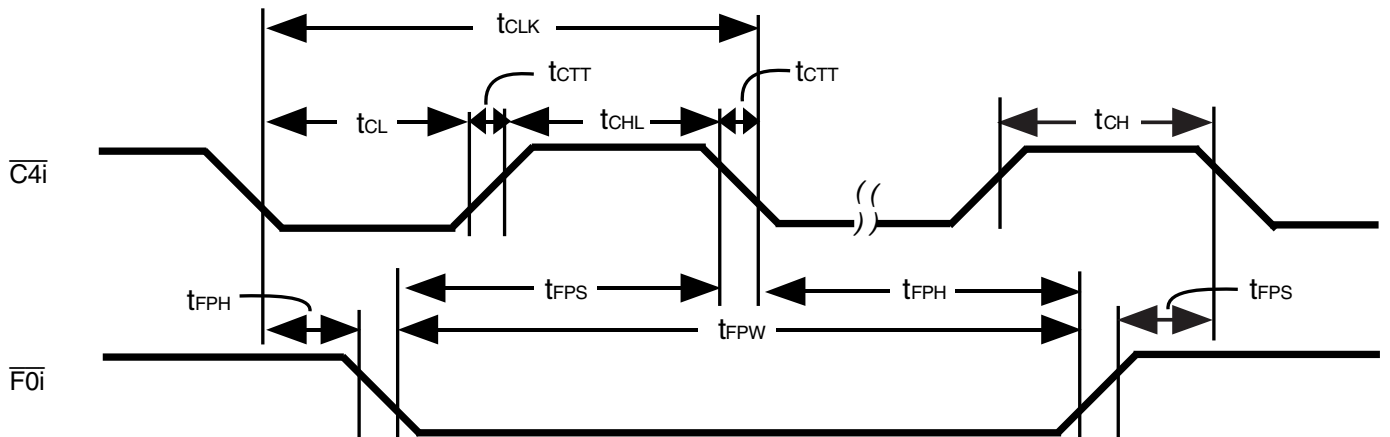 tCLK
tCTT
tCTT
tCL
tCHL
tCH
C4i
tFPH
tFPS
tFPH
tFPS
tFPW
F0i